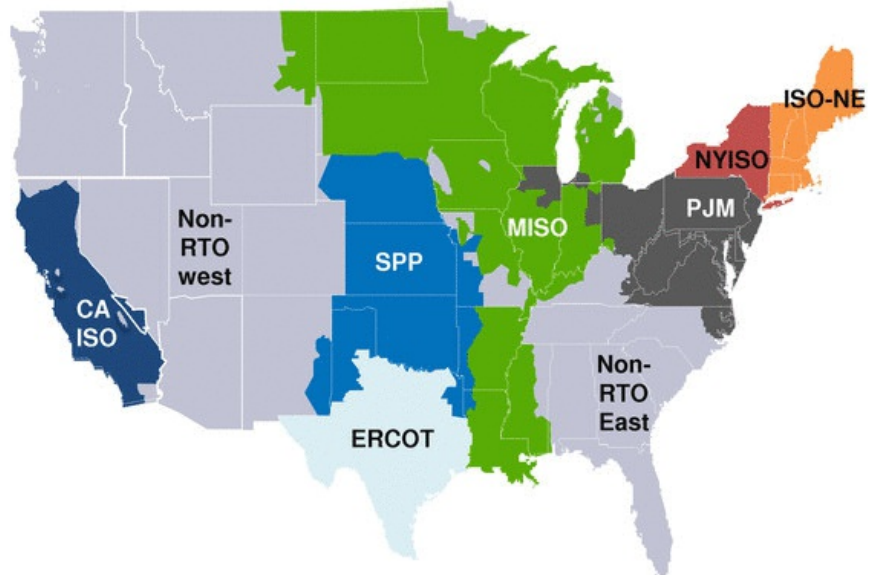 ISO-NE
NYISO
PJM
MISO
Non-
RTO
west
SPP
CA
ISO
Non-
RTO
East
ERCOT